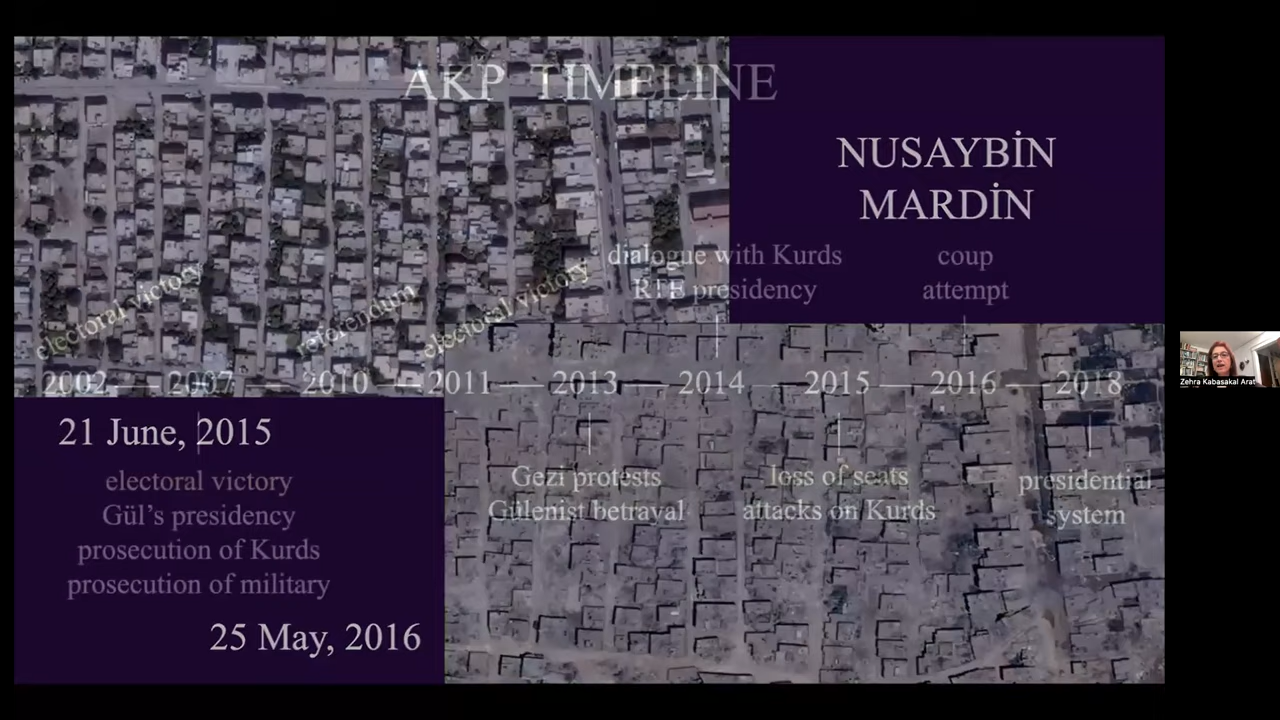 AKP TIMELINE
NUSAYBİN
MARDİN
dialogue with Kurds
RTE presidency
coup
attempt
electoral victory
referendum
electoral victory
2002 — 2007 — 2010 — 2011 — 2013 — 2014 — 2015 — 2016 — 2018
21 June, 2015
electoral victory
Gül's presidency
prosecution of Kurds
prosecution of military
Gezi protests
Gülenist betrayal
loss of seats
attacks on Kurds
presidential
system
25 May, 2016
Zehra Kabasakal Arat